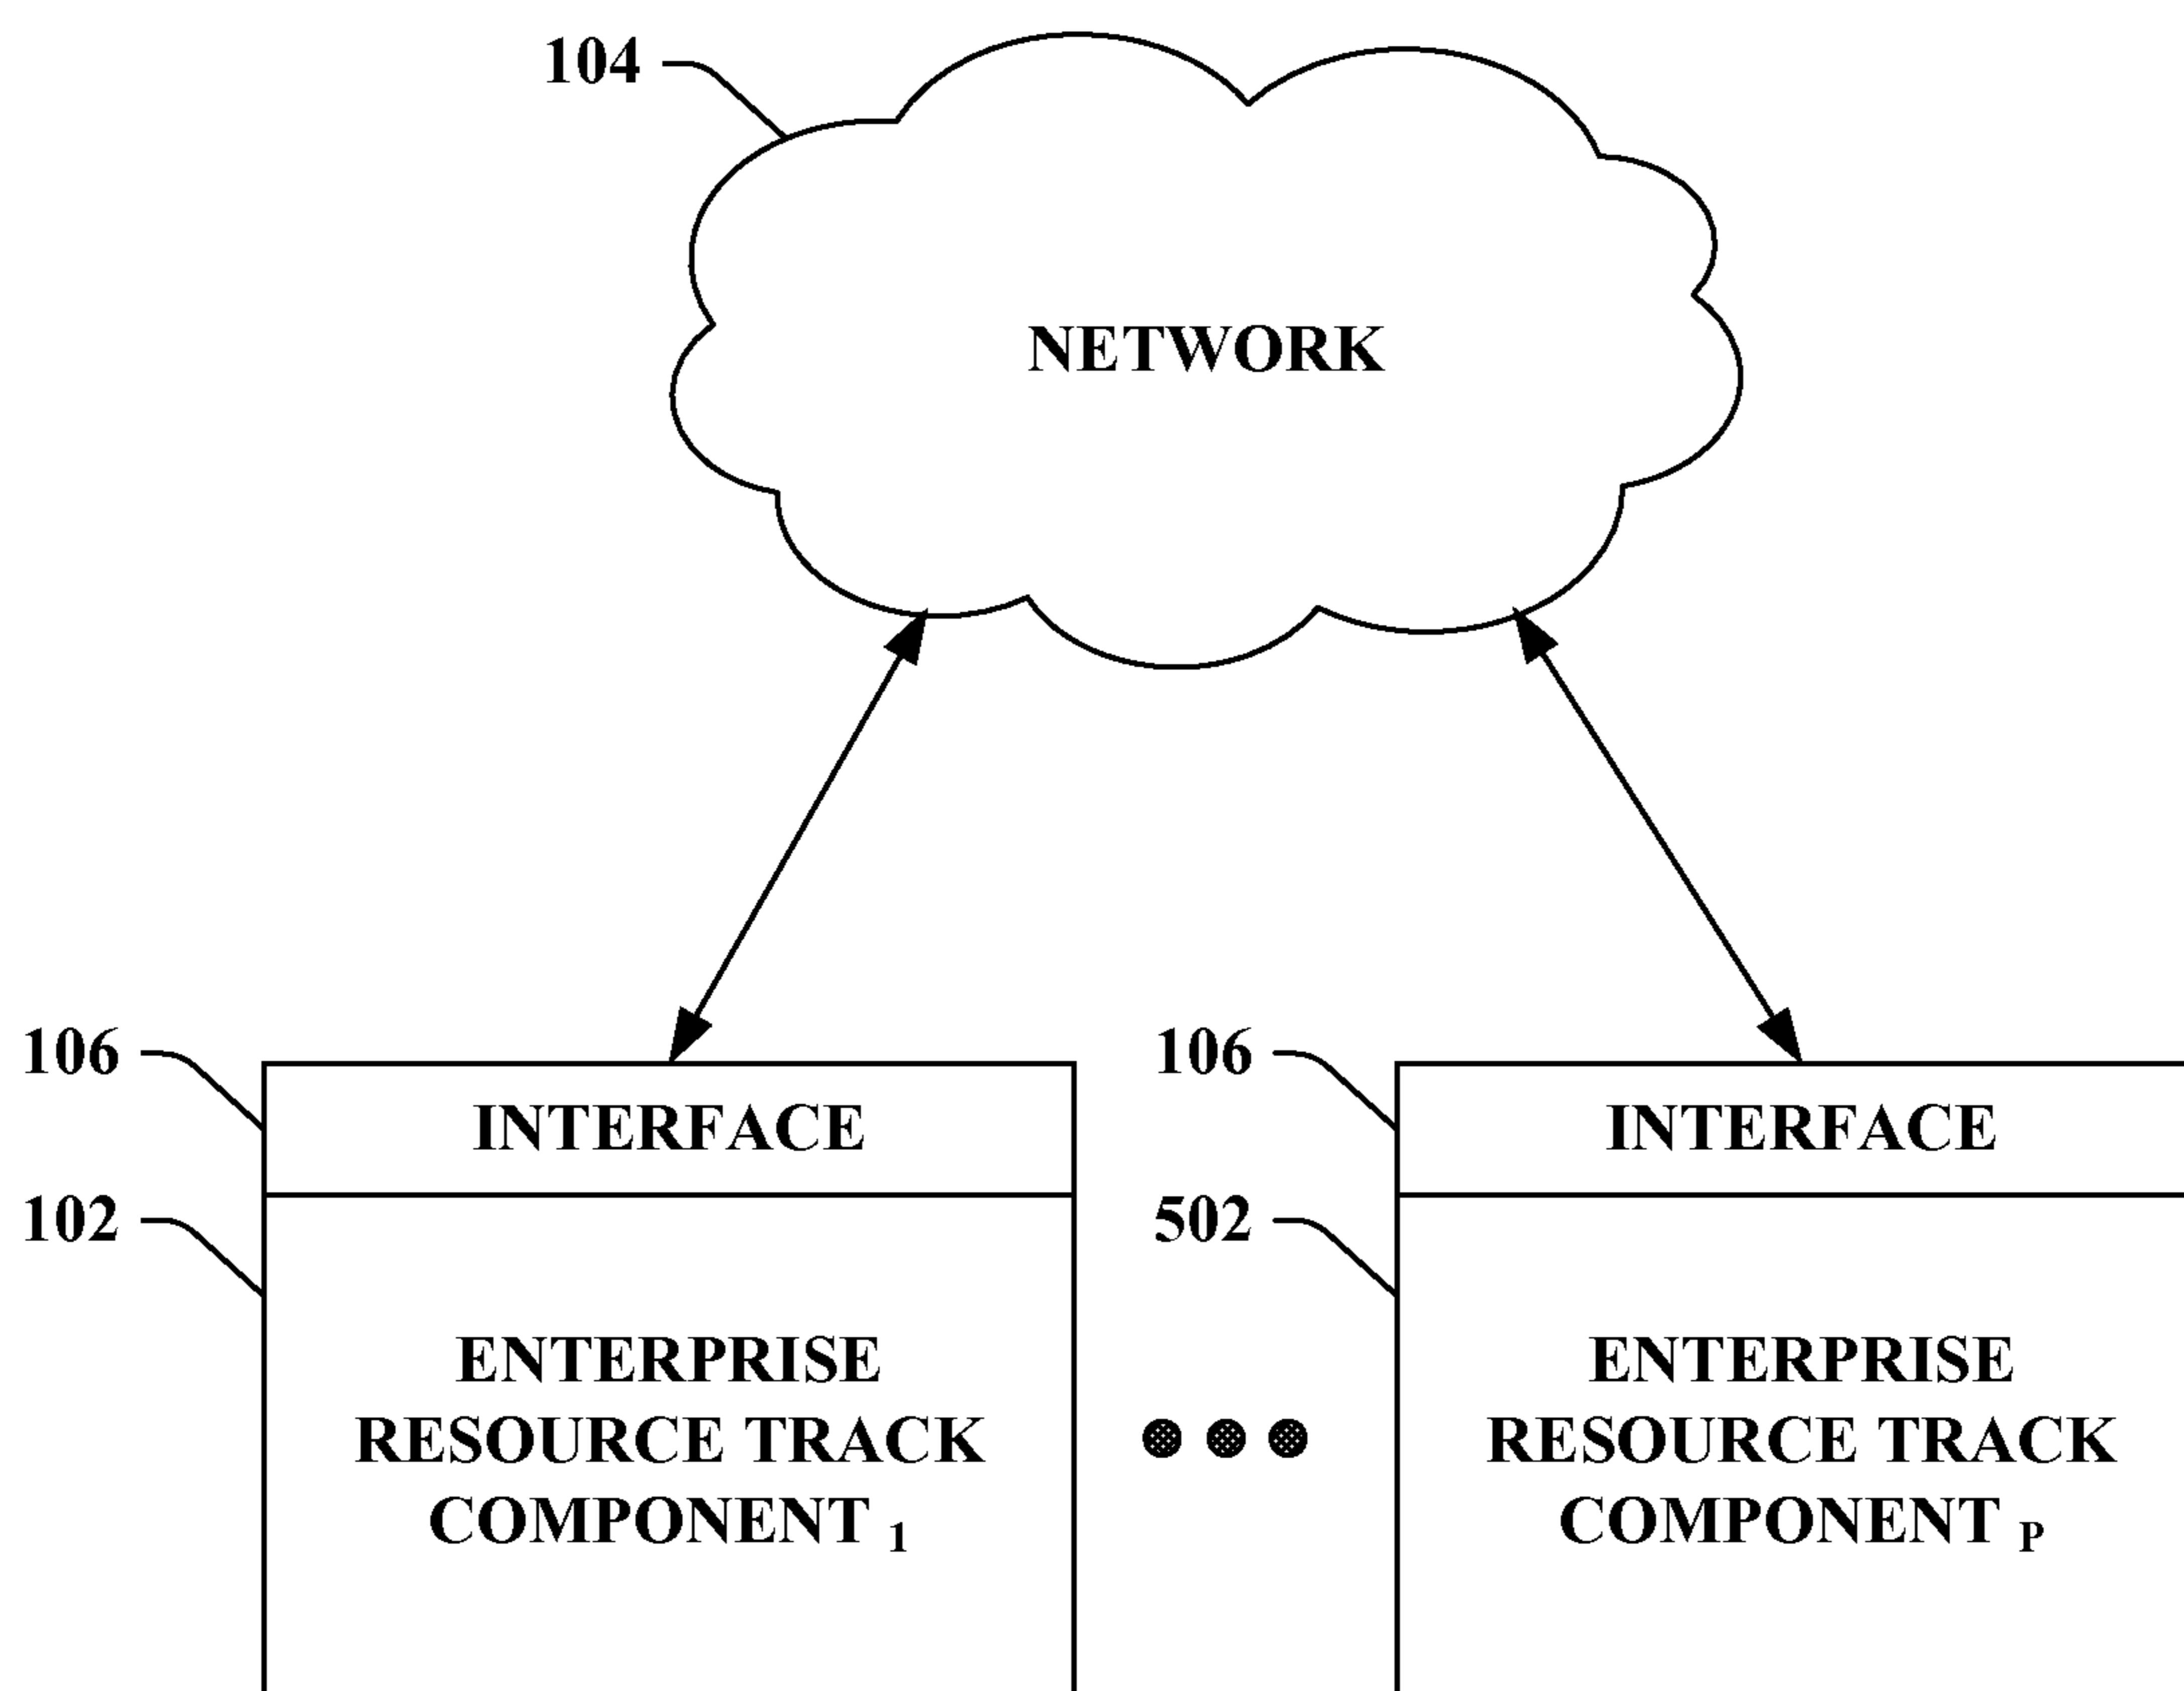 104
NETWORK
106
INTERFACE
106
INTERFACE
102
502
ENTERPRISE
RESOURCE TRACK
COMPONENT 1
ENTERPRISE
RESOURCE TRACK
COMPONENT P